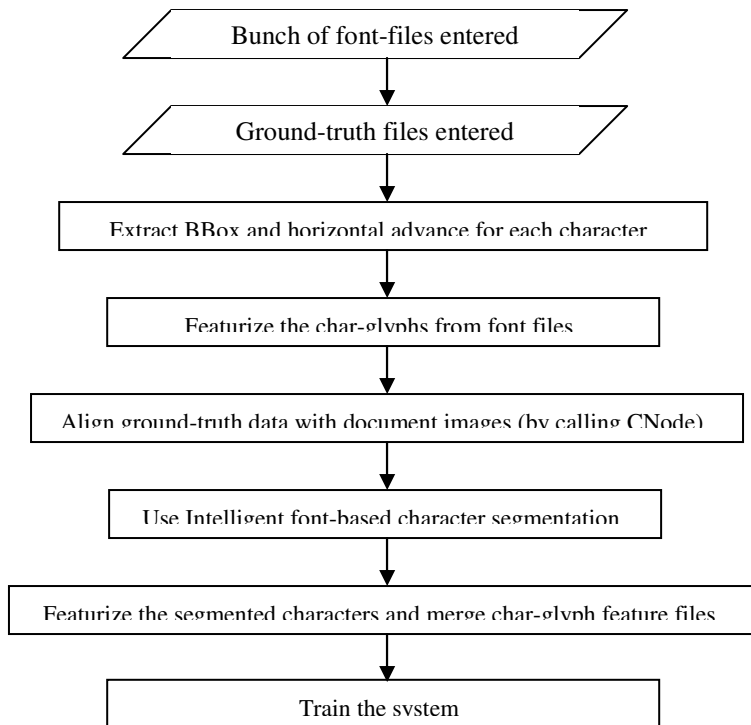 Bunch of font-files entered
Ground-truth files entered
Extract BBox and horizontal advance for each character
Featurize the char-glyphs from font files
Align ground-truth data with document images (by calling CNode)
Use Intelligent font-based character segmentation
Featurize the segmented characters and merge char-glyph feature files
Train the system